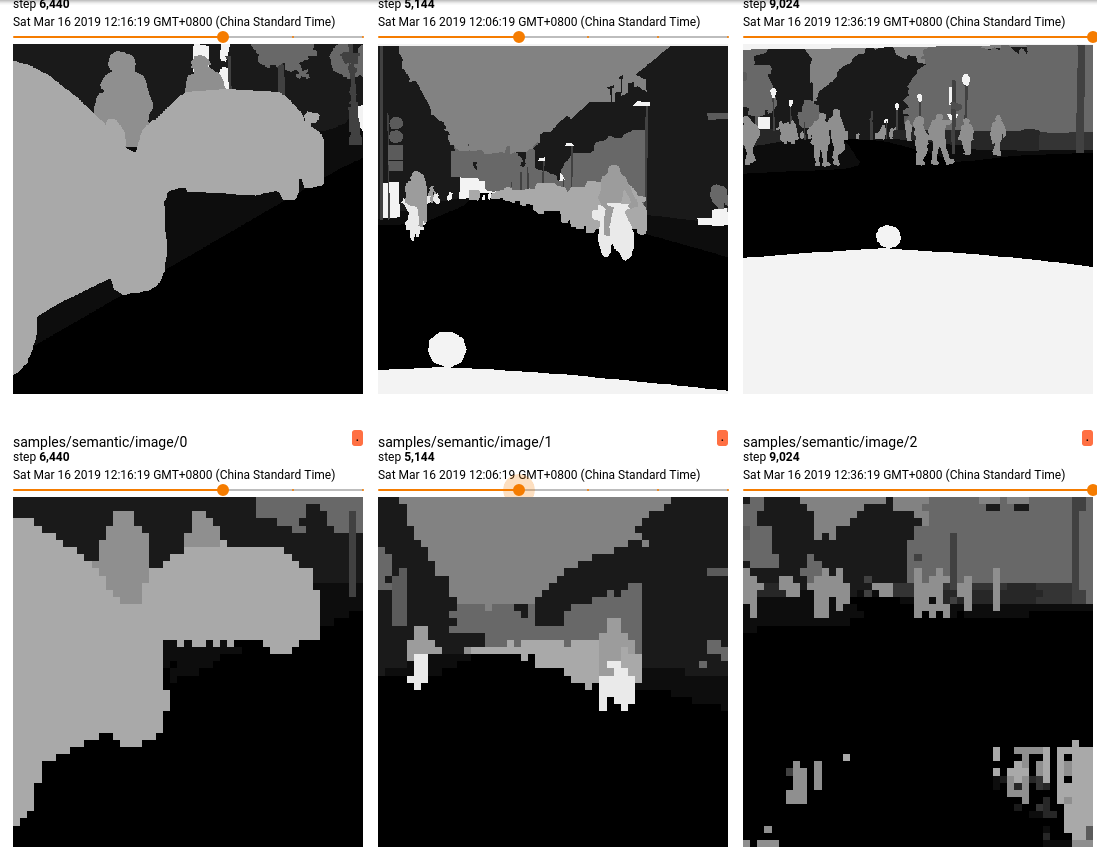 step 6,440
step 5,144
step 9,024
Sat Mar 16 2019 12:16:19 GMT+0800 (China Standard Time)
Sat Mar 16 2019 12:06:19 GMT+0800 (China Standard Time)
Sat Mar 16 2019 12:36:19 GMT+0800 (China Standard Time)
samples/semantic/image/0
samples/semantic/image/1
samples/semantic/image/2
step 6,440
step 5,144
step 9,024
Sat Mar 16 2019 12:16:19 GMT+0800 (China Standard Time)
Sat Mar 16 2019 12:06:19 GMT+0800 (China Standard Time)
Sat Mar 16 2019 12:36:19 GMT+0800 (China Standard Time)